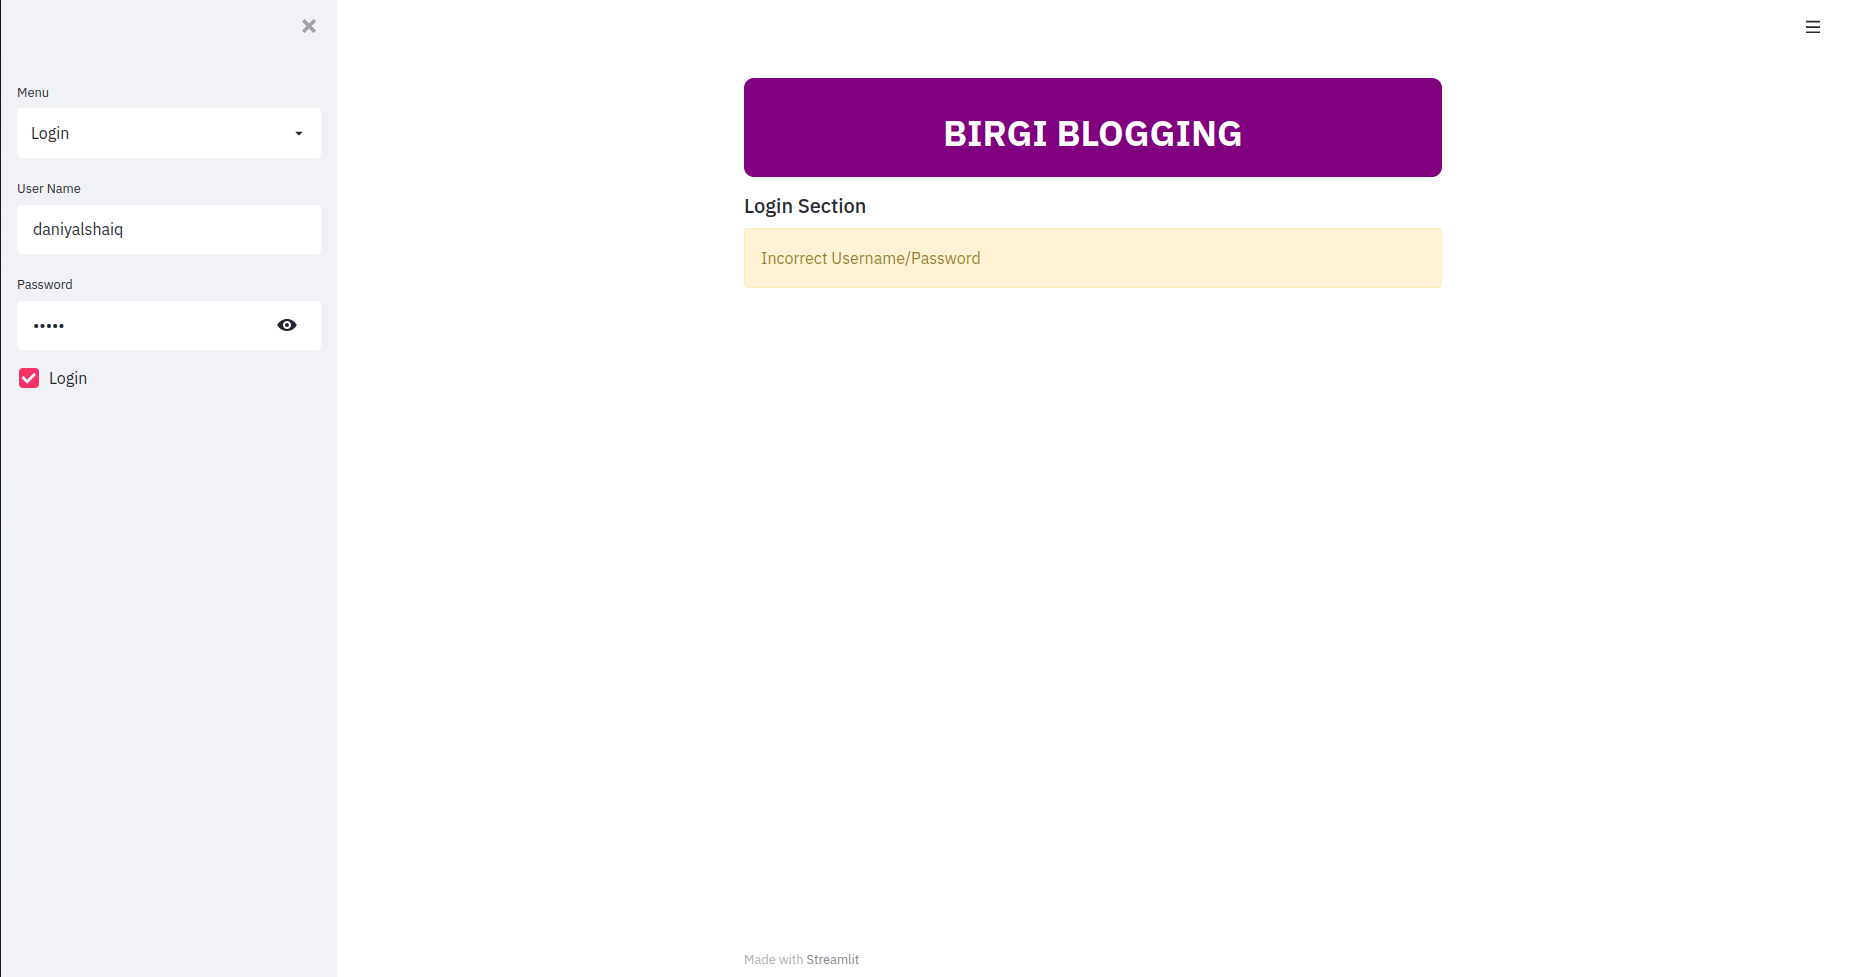 Menu
Login
User Name
daniyalshaiq
Password
•••••
Login
BIRGI BLOGGING
Login Section
Incorrect Username/Password
Made with Streamlit